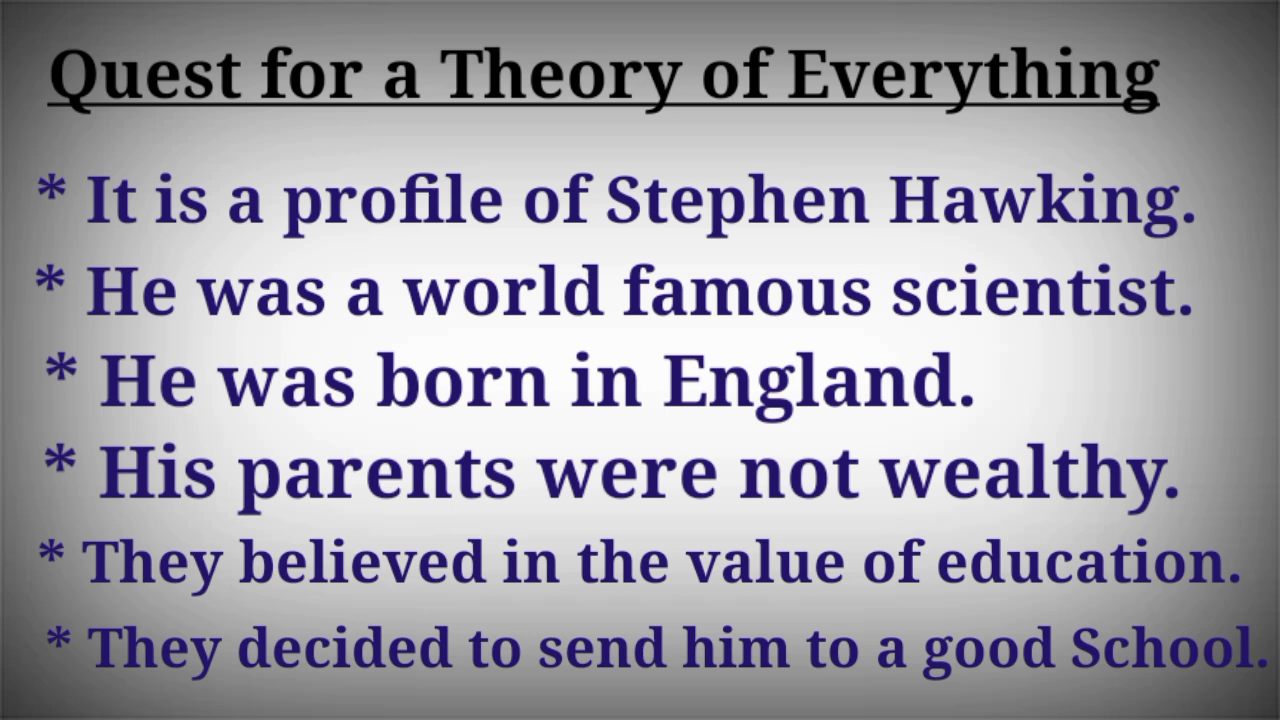 Quest for a Theory of Everything
* It is a profile of Stephen Hawking.
* He was a world famous scientist.
* He was born in England.
* His parents were not wealthy.
* They believed in the value of education.
* They decided to send him to a good School.